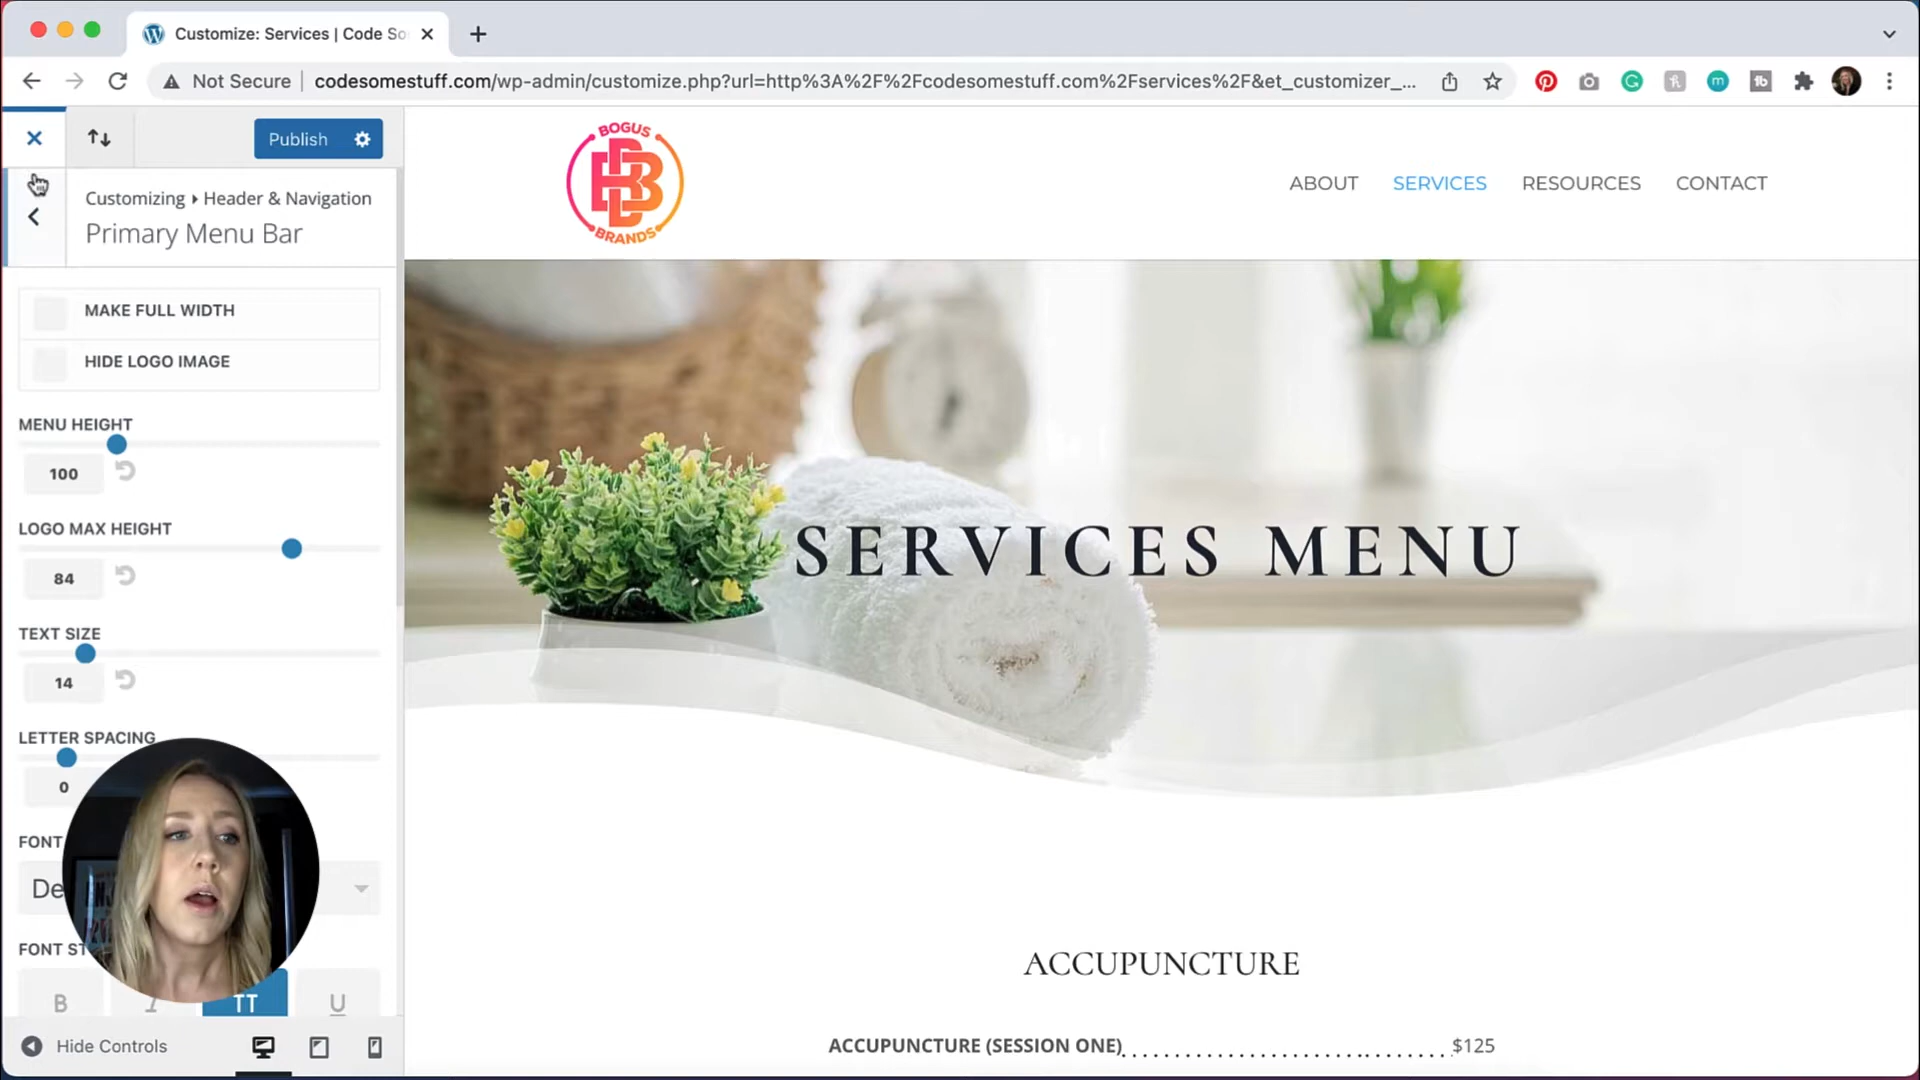 Customize: Services | Code So
Not Secure
codesomestuff.com/wp-admin/customize.php?url=http%3A%2F%2Fcodesomestuff.com%2Fservices%2F&et_customizer_...
Publish
Customizing ▸ Header & Navigation
Primary Menu Bar
MAKE FULL WIDTH
HIDE LOGO IMAGE
MENU HEIGHT
100
LOGO MAX HEIGHT
84
TEXT SIZE
14
LETTER SPACING
0
FONT
De
FONT ST
B I TT U
Hide Controls
BOGUS
BB
BRANDS
ABOUT SERVICES RESOURCES CONTACT
SERVICES MENU
ACCUPUNCTURE
ACCUPUNCTURE (SESSION ONE) $125